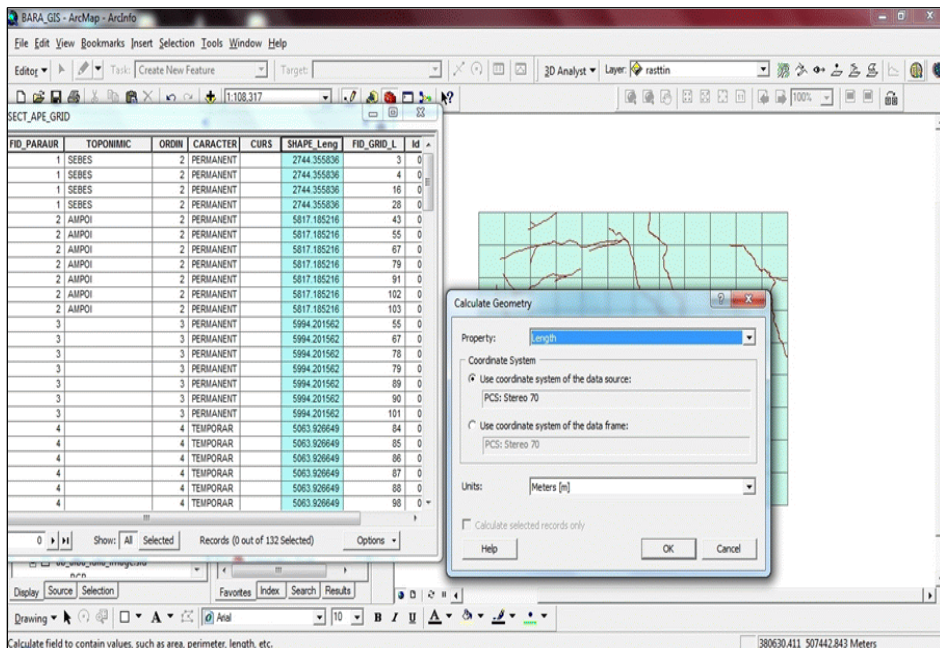 BARA_GIS - ArcMap - ArcInfo
File Edit View Bookmarks Insert Selection Tools Window Help
Editor Task: Create New Feature Target: 3D Analyst Layer: rasttin
1:108,317 100%
SECT_APE_GRID
FID_PARAUR TOPONIMIC ORDIN CARACTER CURS SHAPE_Leng FID_GRID_L Id
1 SEBES 2 PERMANENT 2744.355836 3 0
1 SEBES 2 PERMANENT 2744.355836 4 0
1 SEBES 2 PERMANENT 2744.355836 16 0
1 SEBES 2 PERMANENT 2744.355836 28 0
2 AMPOI 2 PERMANENT 5817.185216 43 0
2 AMPOI 2 PERMANENT 5817.185216 55 0
2 AMPOI 2 PERMANENT 5817.185216 67 0
2 AMPOI 2 PERMANENT 5817.185216 79 0
2 AMPOI 2 PERMANENT 5817.185216 91 0
2 AMPOI 2 PERMANENT 5817.185216 102 0
2 AMPOI 2 PERMANENT 5817.185216 103 0
3 3 PERMANENT 5994.201562 55 0
3 3 PERMANENT 5994.201562 67 0
3 3 PERMANENT 5994.201562 78 0
3 3 PERMANENT 5994.201562 79 0
3 3 PERMANENT 5994.201562 89 0
3 3 PERMANENT 5994.201562 90 0
3 3 PERMANENT 5994.201562 101 0
4 4 TEMPORAR 5063.926649 84 0
4 4 TEMPORAR 5063.926649 85 0
4 4 TEMPORAR 5063.926649 86 0
4 4 TEMPORAR 5063.926649 87 0
4 4 TEMPORAR 5063.926649 88 0
4 4 TEMPORAR 5063.926649 98 0
0 Show: All Selected Records (0 out of 132 Selected) Options
Calculate Geometry
Property: Length
Coordinate System
Use coordinate system of the data source:
PCS: Stereo 70
Use coordinate system of the data frame:
PCS: Stereo 70
Units: Meters [m]
Calculate selected records only
Help OK Cancel
Display Source Selection Favorites Index Search Results
Drawing Arial 10 B I U A
Calculate field to contain values, such as area, perimeter, length, etc. 380630.411 507442.843 Meters